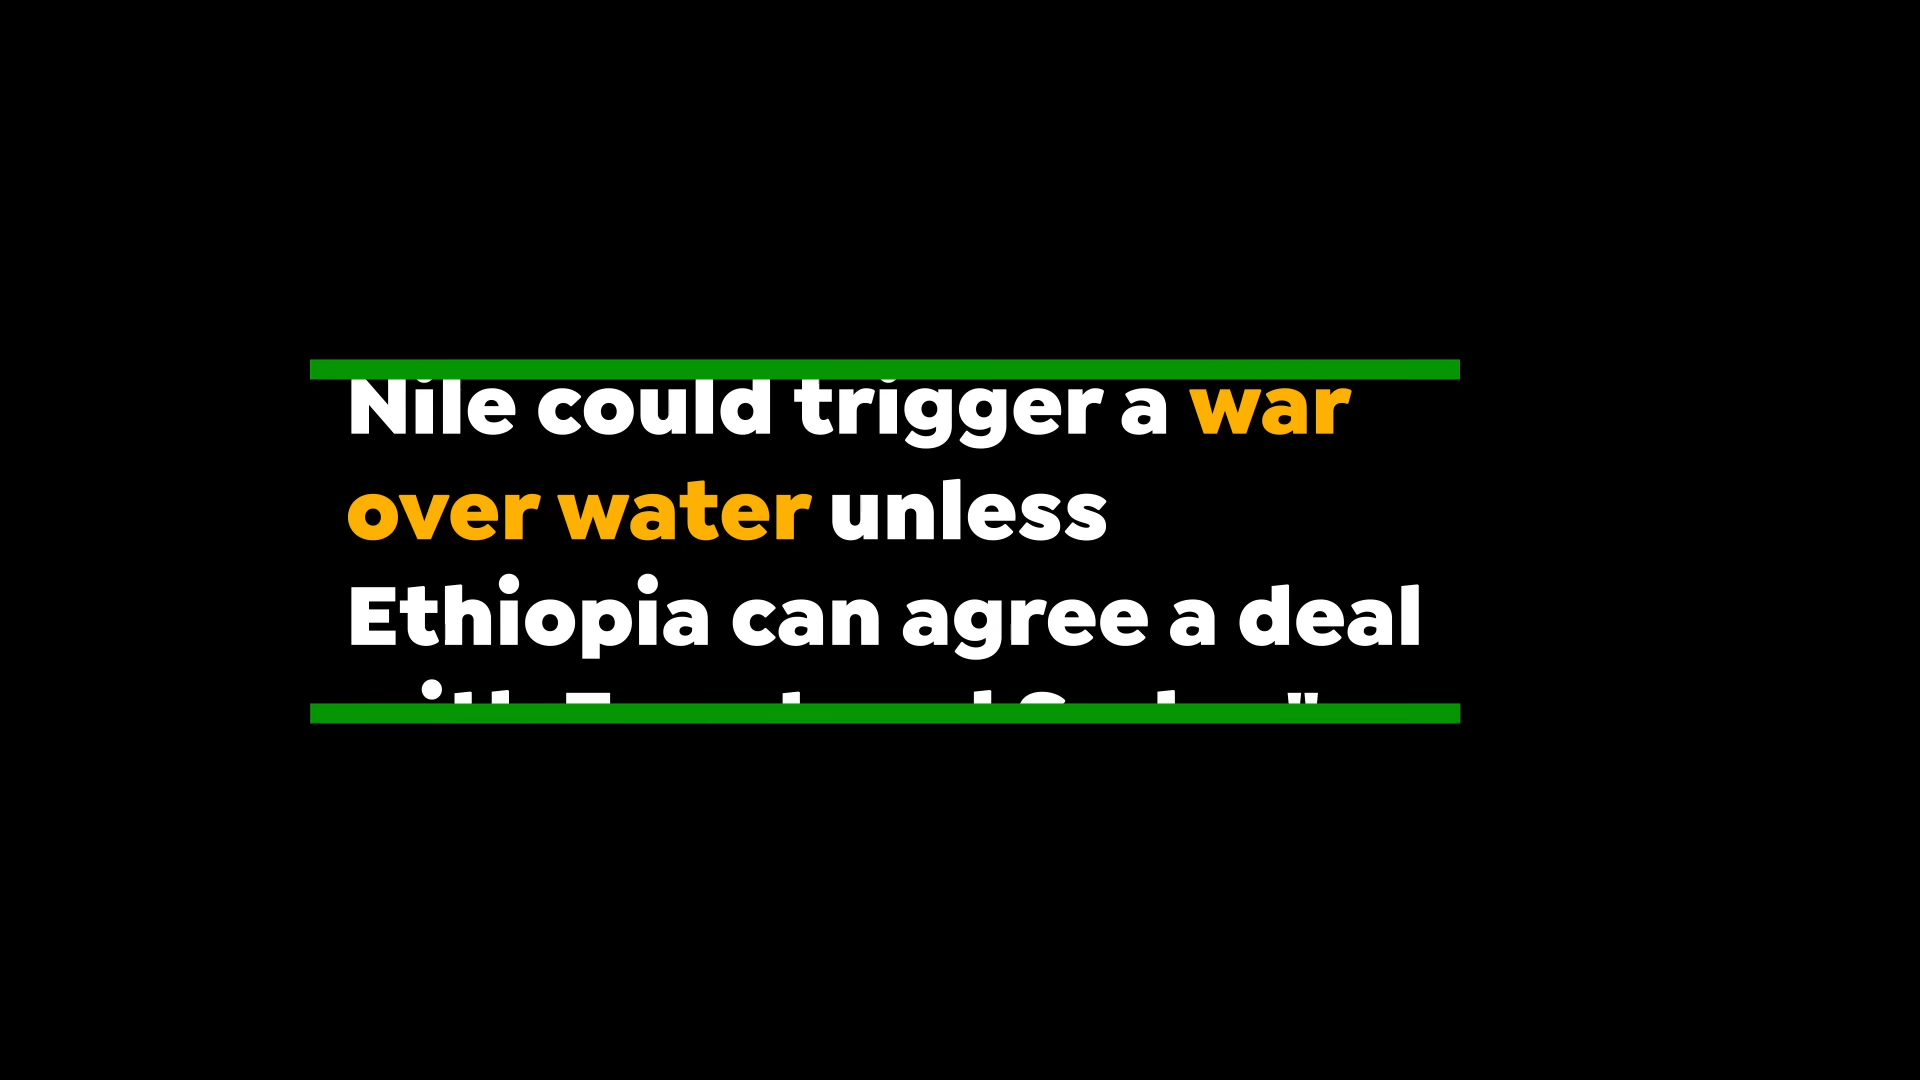 Nile could trigger a war
over water unless
Ethiopia can agree a deal